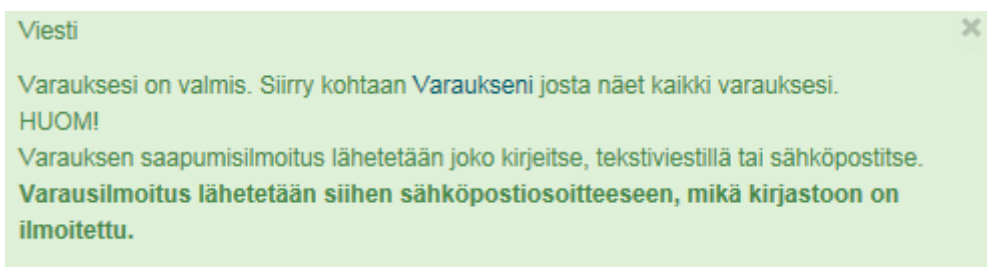 Viesti
Varauksesi on valmis. Siirry kohtaan Varaukseni josta näet kaikki varauksesi.
HUOM!
Varauksen saapumisilmoitus lähetetään joko kirjeitse, tekstiviestillä tai sähköpostitse.
Varausilmoitus lähetetään siihen sähköpostiosoitteeseen, mikä kirjastoon on
ilmoitettu.